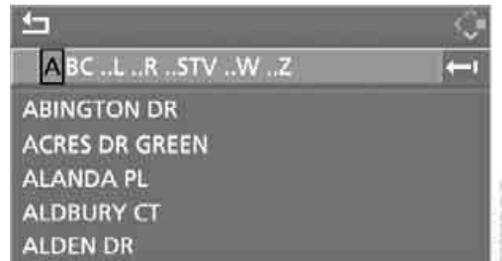 ABC ..L ..R ..STV ..W ..Z
ABINGTON DR
ACRES DR GREEN
ALANDA PL
ALDBURY CT
ALDEN DR